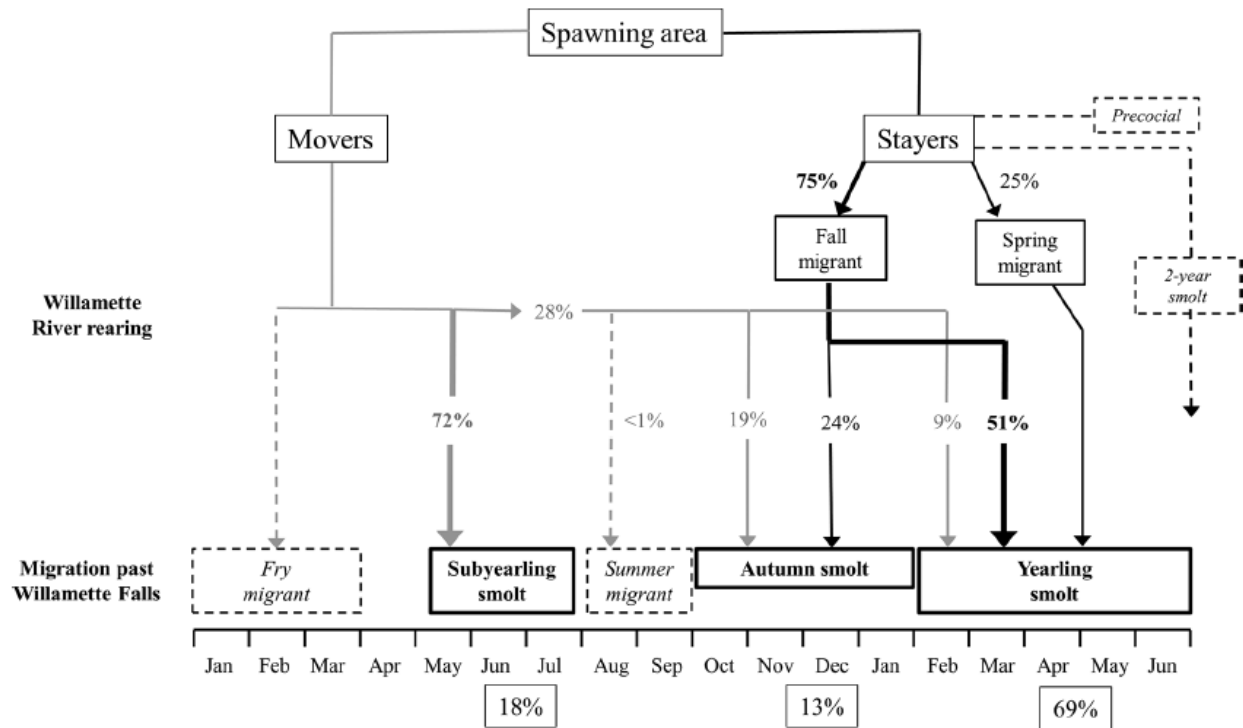 Spawning area
Movers
Stayers
Precocial
75%
25%
Fall
migrant
Spring
migrant
2-year
smolt
Willamette
River rearing
28%
72%
<1%
19%
24%
9%
51%
Migration past
Willamette Falls
Fry
migrant
Subyearling
smolt
Summer
migrant
Autumn smolt
Yearling
smolt
Jan Feb Mar Apr May Jun Jul Aug Sep Oct Nov Dec Jan Feb Mar Apr May Jun
18% 13% 69%